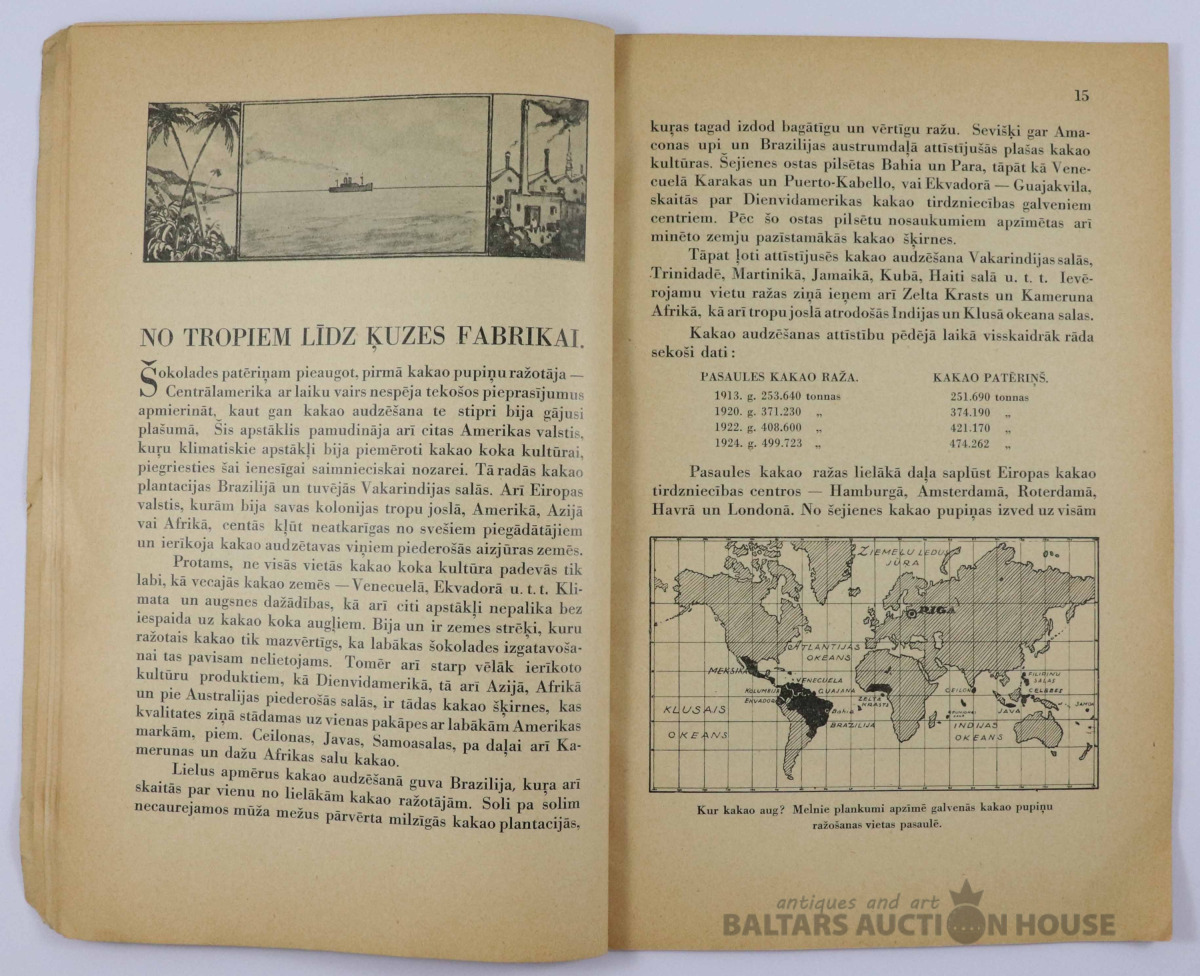 NO TROPIEM LĪDZ ĶUZES FABRIKAI.
Šokolades patēriņam pieaugot, pirmā kakao pupiņu ražotāja —
Centrālamerika ar laiku vairs nespēja tekošos pieprasījumus
apmierināt, kaut gan kakao audzēšana te stipri bija gājusi
plašumā, Šis apstāklis pamudināja arī citas Amerikas valstis,
kuŗu klimatiskie apstākļi bija piemēroti kakao koka kultūrai,
piegriesties šai ienesīgai saimnieciskai nozarei. Tā radās kakao
plantacijas Brazilijā un tuvējās Vakarindijas salās. Arī Eiropas
valstis, kurām bija savas kolonijas tropu joslā, Amerikā, Azijā
vai Afrikā, centās kļūt neatkarīgas no svešiem piegādātājiem
un ierīkoja kakao audzētavas viņiem piederošās aizjūras zemēs.
Protams, ne visās vietās kakao koka kultūra padevās tik
labi, kā vecajās kakao zemēs — Venecuelā, Ekvadorā u. t. t. Kli-
mata un augsnes dažādības, kā arī citi apstākļi nepalika bez
iespaida uz kakao koka augļiem. Bija un ir zemes strēķi, kuru
ražotais kakao tik mazvērtīgs, ka labākas šokolades izgatavoša-
nai tas pavisam nelietojams. Tomēr arī starp vēlāk ierīkoto
kultūru produktiem, kā Dienvidamerikā, tā arī Azijā, Afrikā
un pie Australijas piederošās salās, ir tādas kakao šķirnes, kas
kvalitates ziņā stādamas uz vienas pakāpes ar labākām Amerikas
markām, piem. Ceilonas, Javas, Samoasalas, pa daļai arī Ka-
merunas un dažu Afrikas salu kakao.
Lielus apmērus kakao audzēšanā guva Brazilija, kuŗa arī
skaitās par vienu no lielākām kakao ražotājām. Soli pa solim
necaurejamos mūža mežus pārvērta milzīgās kakao plantacijās,
15
kuŗas tagad izdod bagātīgu un vērtīgu ražu. Sevišķi gar Ama-
conas upi un Brazilijas austrumdaļā attīstījušās plašas kakao
kultūras. Šejienes ostas pilsētas Bahia un Para, tāpāt kā Vene-
cuelā Karakas un Puerto-Kabello, vai Ekvadorā — Guajakvila,
skaitās par Dienvidamerikas kakao tirdzniecības galveniem
centriem. Pēc šo ostas pilsētu nosaukumiem apzīmētas arī
minēto zemju pazīstamākās kakao šķirnes.
Tāpat ļoti attīstījusēs kakao audzēšana Vakarindijas salās,
Trinidadē, Martinikā, Jamaikā, Kubā, Haiti salā u. t. t. Ievē-
rojamu vietu ražas ziņā ieņem arī Zelta Krasts un Kameruna
Afrikā, kā arī tropu joslā atrodošās Indijas un Klusā okeana salas.
Kakao audzēšanas attīstību pēdējā laikā visskaidrāk rāda
sekoši dati :
PASAULES KAKAO RAŽA. KAKAO PATĒRIŅŠ.
1913. g. 253.640 tonnas 251.690 tonnas
1920. g. 371.230 „ 374.190 „
1922. g. 408.600 „ 421.170 „
1924. g. 499.723 „ 474.262 „
Pasaules kakao ražas lielākā daļa saplūst Eiropas kakao
tirdzniecības centros — Hamburgā, Amsterdamā, Roterdamā,
Havrā un Londonā. No šejienes kakao pupiņas izved uz visām
ZIEMEĻU LEDUS
JŪRA
RIGA
ATLANTIJAS
OKEĀNS
MEKSIKA
VENECUELA
KOLUMBIJA
GUAJANA
EKVADORA
ZELTA
KRASTS
CEILONA
FILIPINU
SALAS
CELEBES
JAVA
SAMOA
Bahia
BRAZILIJA
KLUSAIS
OKEANS
INDIJAS
OKEĀNS
Kur kakao aug? Melnie plankumi apzīmē galvenās kakao pupiņu
ražošanas vietas pasaulē.
antiques and art
BALTARS AUCTION HOUSE